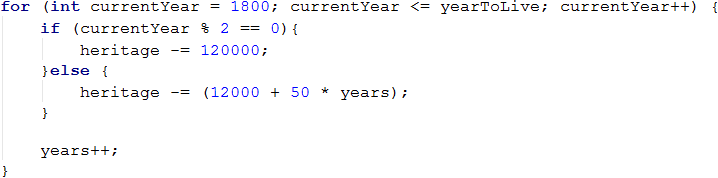 for (int currentYear = 1800; currentYear <= yearToLive; currentYear++) {
    if (currentYear % 2 == 0){
        heritage -= 120000;
    }else {
        heritage -= (12000 + 50 * years);
    }

    years++;
}